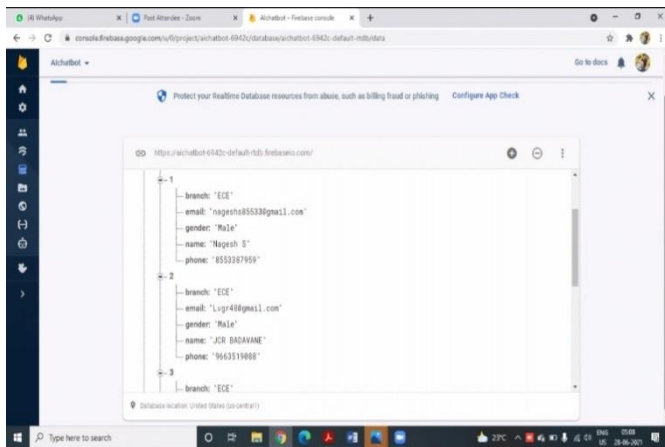 (4) WhatsApp
Post Attendee - Zoom
AIchatbot - Firebase console
console.firebase.google.com/u/0/project/aichatbot-6942c/database/aichatbot-6942c-default-rtdb/data
AIchatbot
Go to docs
Protect your Realtime Database resources from abuse, such as billing fraud or phishing
Configure App Check
https://aichatbot-6942c-default-rtdb.firebaseio.com/
1
branch: "ECE"
email: "nageshs85533@gmail.com"
gender: "Male"
name: "Nagesh S"
phone: "8553387959"
2
branch: "ECE"
email: "Lvgr48@gmail.com"
gender: "Male"
name: "JCR BADAVANE"
phone: "9663519088"
3
branch: "ECE"
Database location: United States (us-central1)
Type here to search
23°C
ENG
US
05:08
28-06-2021